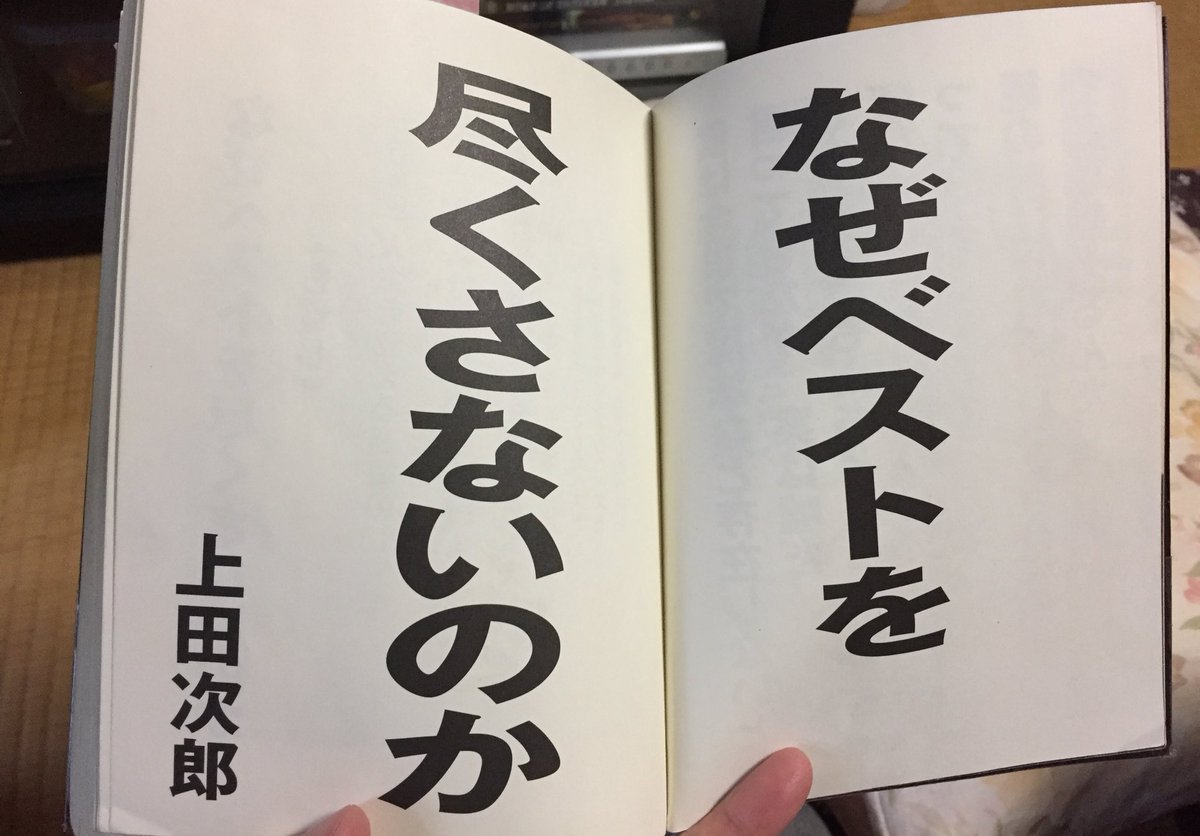 なぜベストを
尽くさないのか
上田次郎